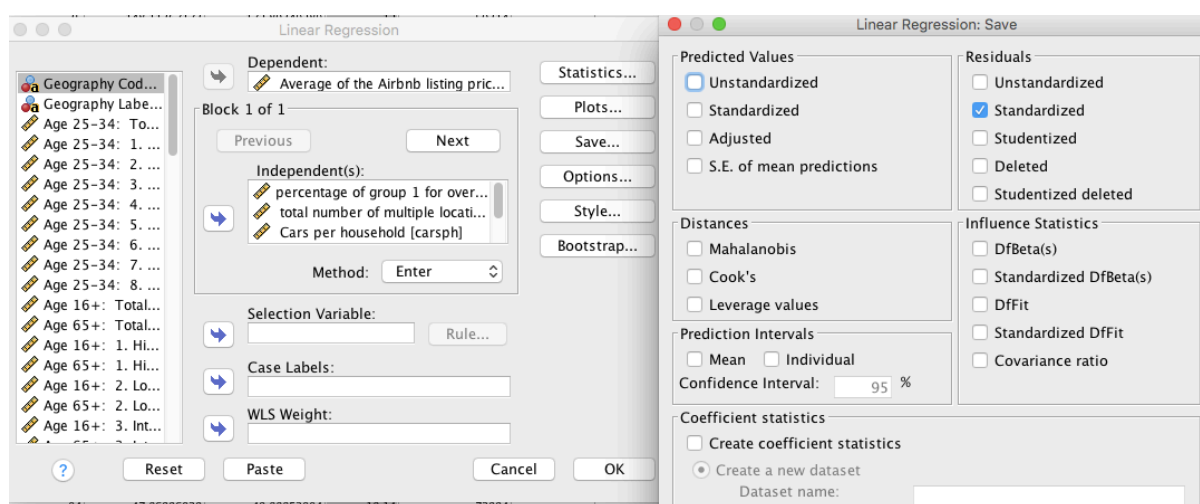 Linear Regression
Geography Cod...
Geography Labe...
Age 25-34: To...
Age 25-34: 1. ...
Age 25-34: 2. ...
Age 25-34: 3. ...
Age 25-34: 4. ...
Age 25-34: 5. ...
Age 25-34: 6. ...
Age 25-34: 7. ...
Age 25-34: 8. ...
Age 16+: Total...
Age 65+: Total...
Age 16+: 1. Hi...
Age 65+: 1. Hi...
Age 16+: 2. Lo...
Age 65+: 2. Lo...
Age 16+: 3. Int...
Dependent:
Average of the Airbnb listing pric...
Block 1 of 1
Previous
Next
Independent(s):
percentage of group 1 for over...
total number of multiple locati...
Cars per household [carsph]
Method: Enter
Selection Variable:
Rule...
Case Labels:
WLS Weight:
Statistics...
Plots...
Save...
Options...
Style...
Bootstrap...
?
Reset
Paste
Cancel
OK
Linear Regression: Save
Predicted Values
Unstandardized
Standardized
Adjusted
S.E. of mean predictions
Residuals
Unstandardized
Standardized
Studentized
Deleted
Studentized deleted
Distances
Mahalanobis
Cook's
Leverage values
Influence Statistics
DfBeta(s)
Standardized DfBeta(s)
DfFit
Standardized DfFit
Covariance ratio
Prediction Intervals
Mean Individual
Confidence Interval: 95 %
Coefficient statistics
Create coefficient statistics
Create a new dataset
Dataset name: